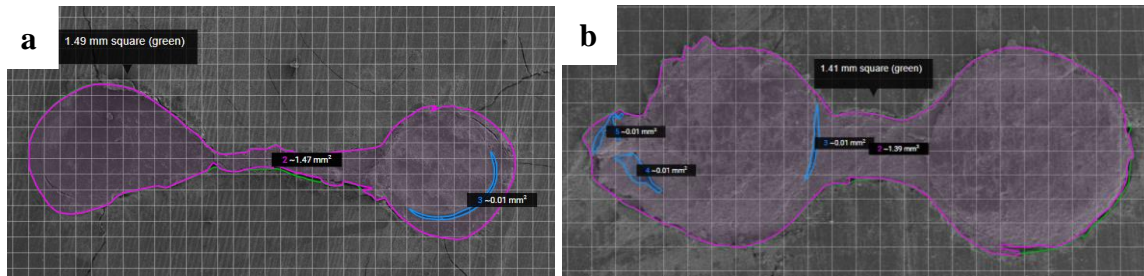 a
1.49 mm square (green)
2 ~1.47 mm²
3 ~0.01 mm²
b
1.41 mm square (green)
5 ~0.01 mm²
3 ~0.01 mm²
2 ~1.39 mm²
4 ~0.01 mm²